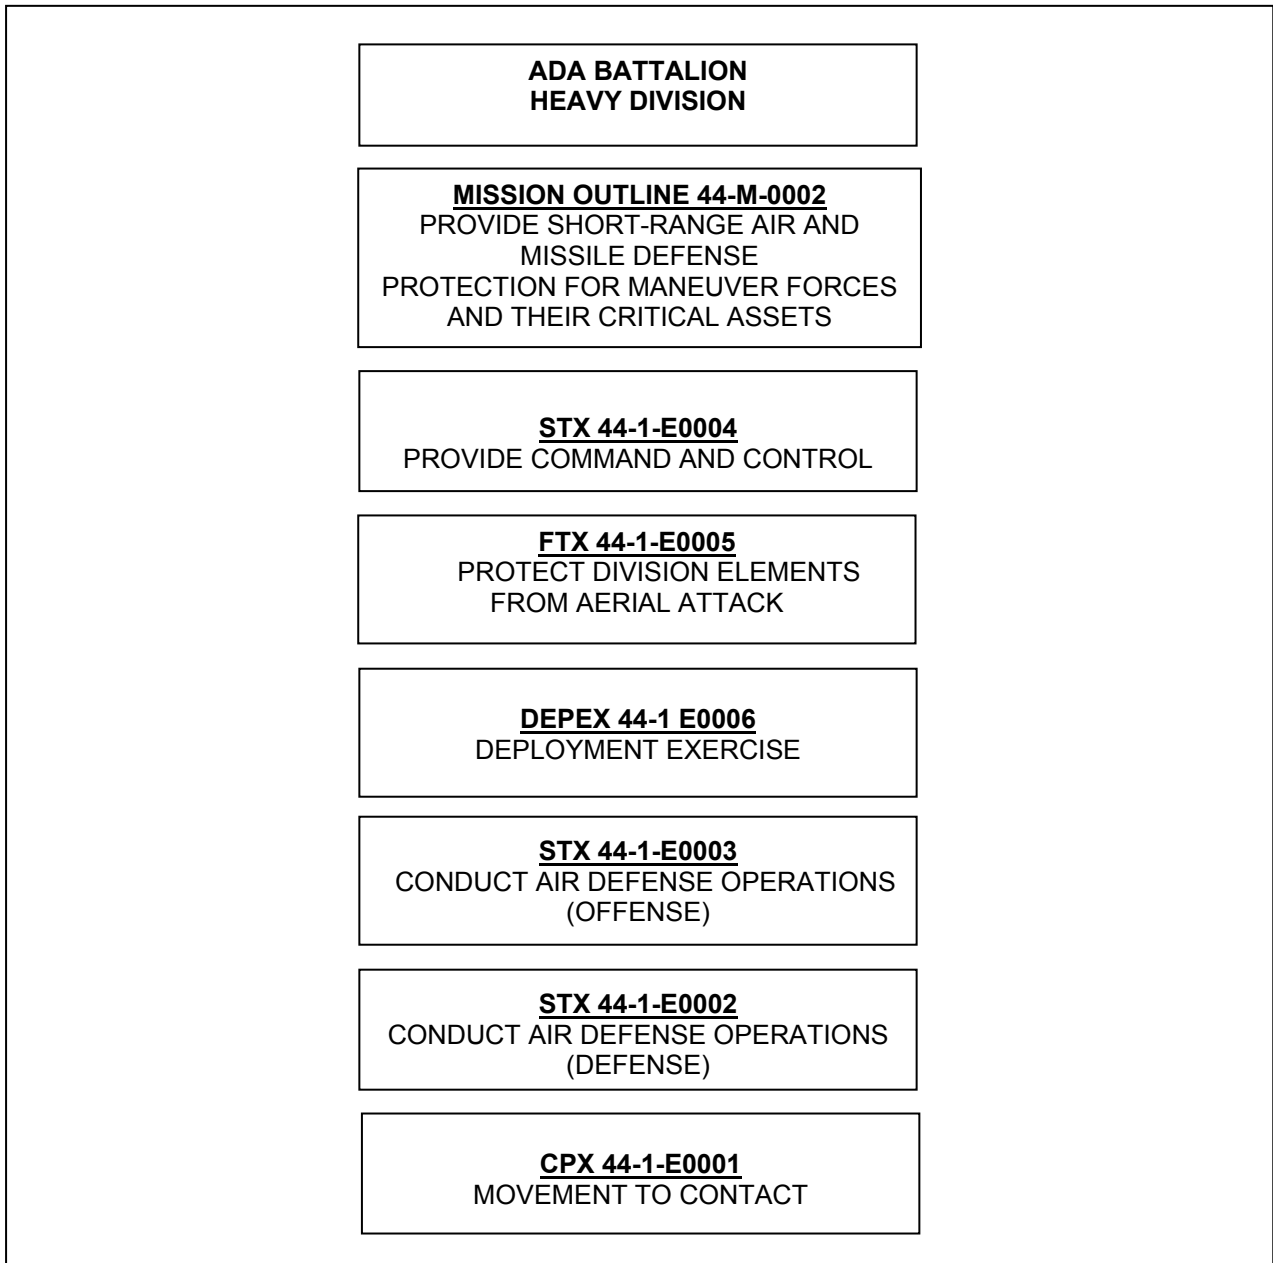 ADA BATTALION
HEAVY DIVISION
MISSION OUTLINE 44-M-0002
PROVIDE SHORT-RANGE AIR AND
MISSILE DEFENSE
PROTECTION FOR MANEUVER FORCES
AND THEIR CRITICAL ASSETS
STX 44-1-E0004
PROVIDE COMMAND AND CONTROL
FTX 44-1-E0005
PROTECT DIVISION ELEMENTS
FROM AERIAL ATTACK
DEPEX 44-1 E0006
DEPLOYMENT EXERCISE
STX 44-1-E0003
CONDUCT AIR DEFENSE OPERATIONS
(OFFENSE)
STX 44-1-E0002
CONDUCT AIR DEFENSE OPERATIONS
(DEFENSE)
CPX 44-1-E0001
MOVEMENT TO CONTACT